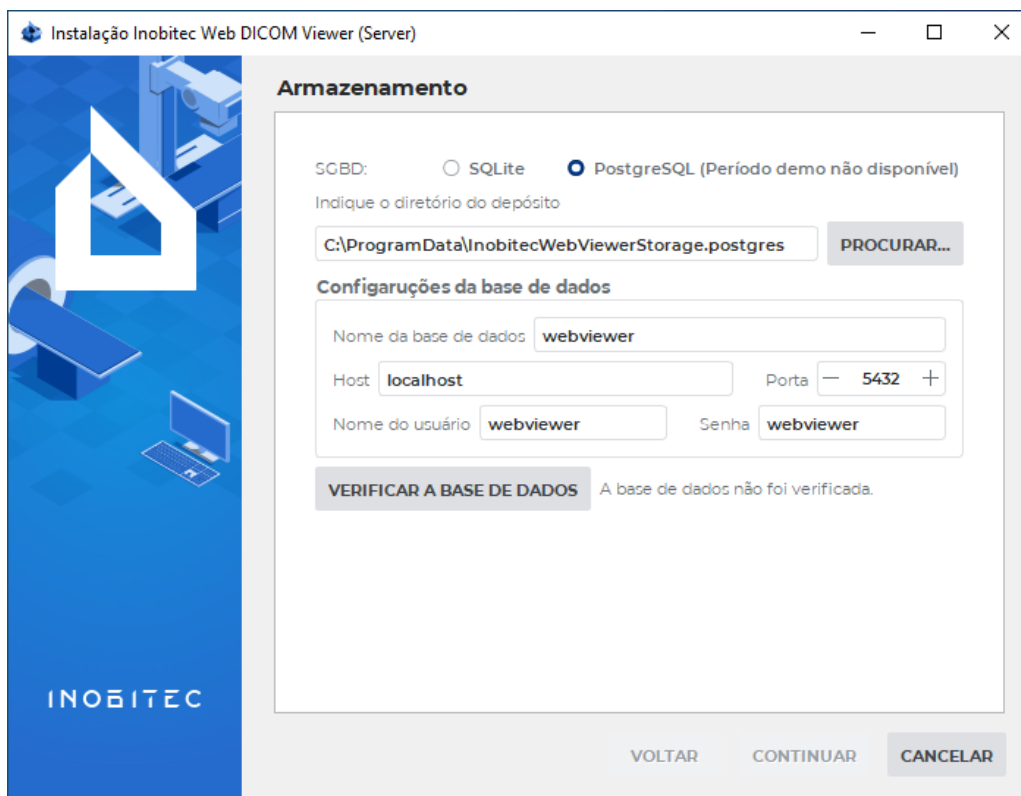 Instalação Inobitec Web DICOM Viewer (Server)
Armazenamento
SGBD: SQLite PostgreSQL (Período demo não disponível)
Indique o diretório do depósito
C:\ProgramData\InobitecWebViewerStorage.postgres PROCURAR...
Configaruções da base de dados
Nome da base de dados webviewer
Host localhost Porta — 5432 +
Nome do usuário webviewer Senha webviewer
VERIFICAR A BASE DE DADOS A base de dados não foi verificada.
INOBITEC
VOLTAR CONTINUAR CANCELAR